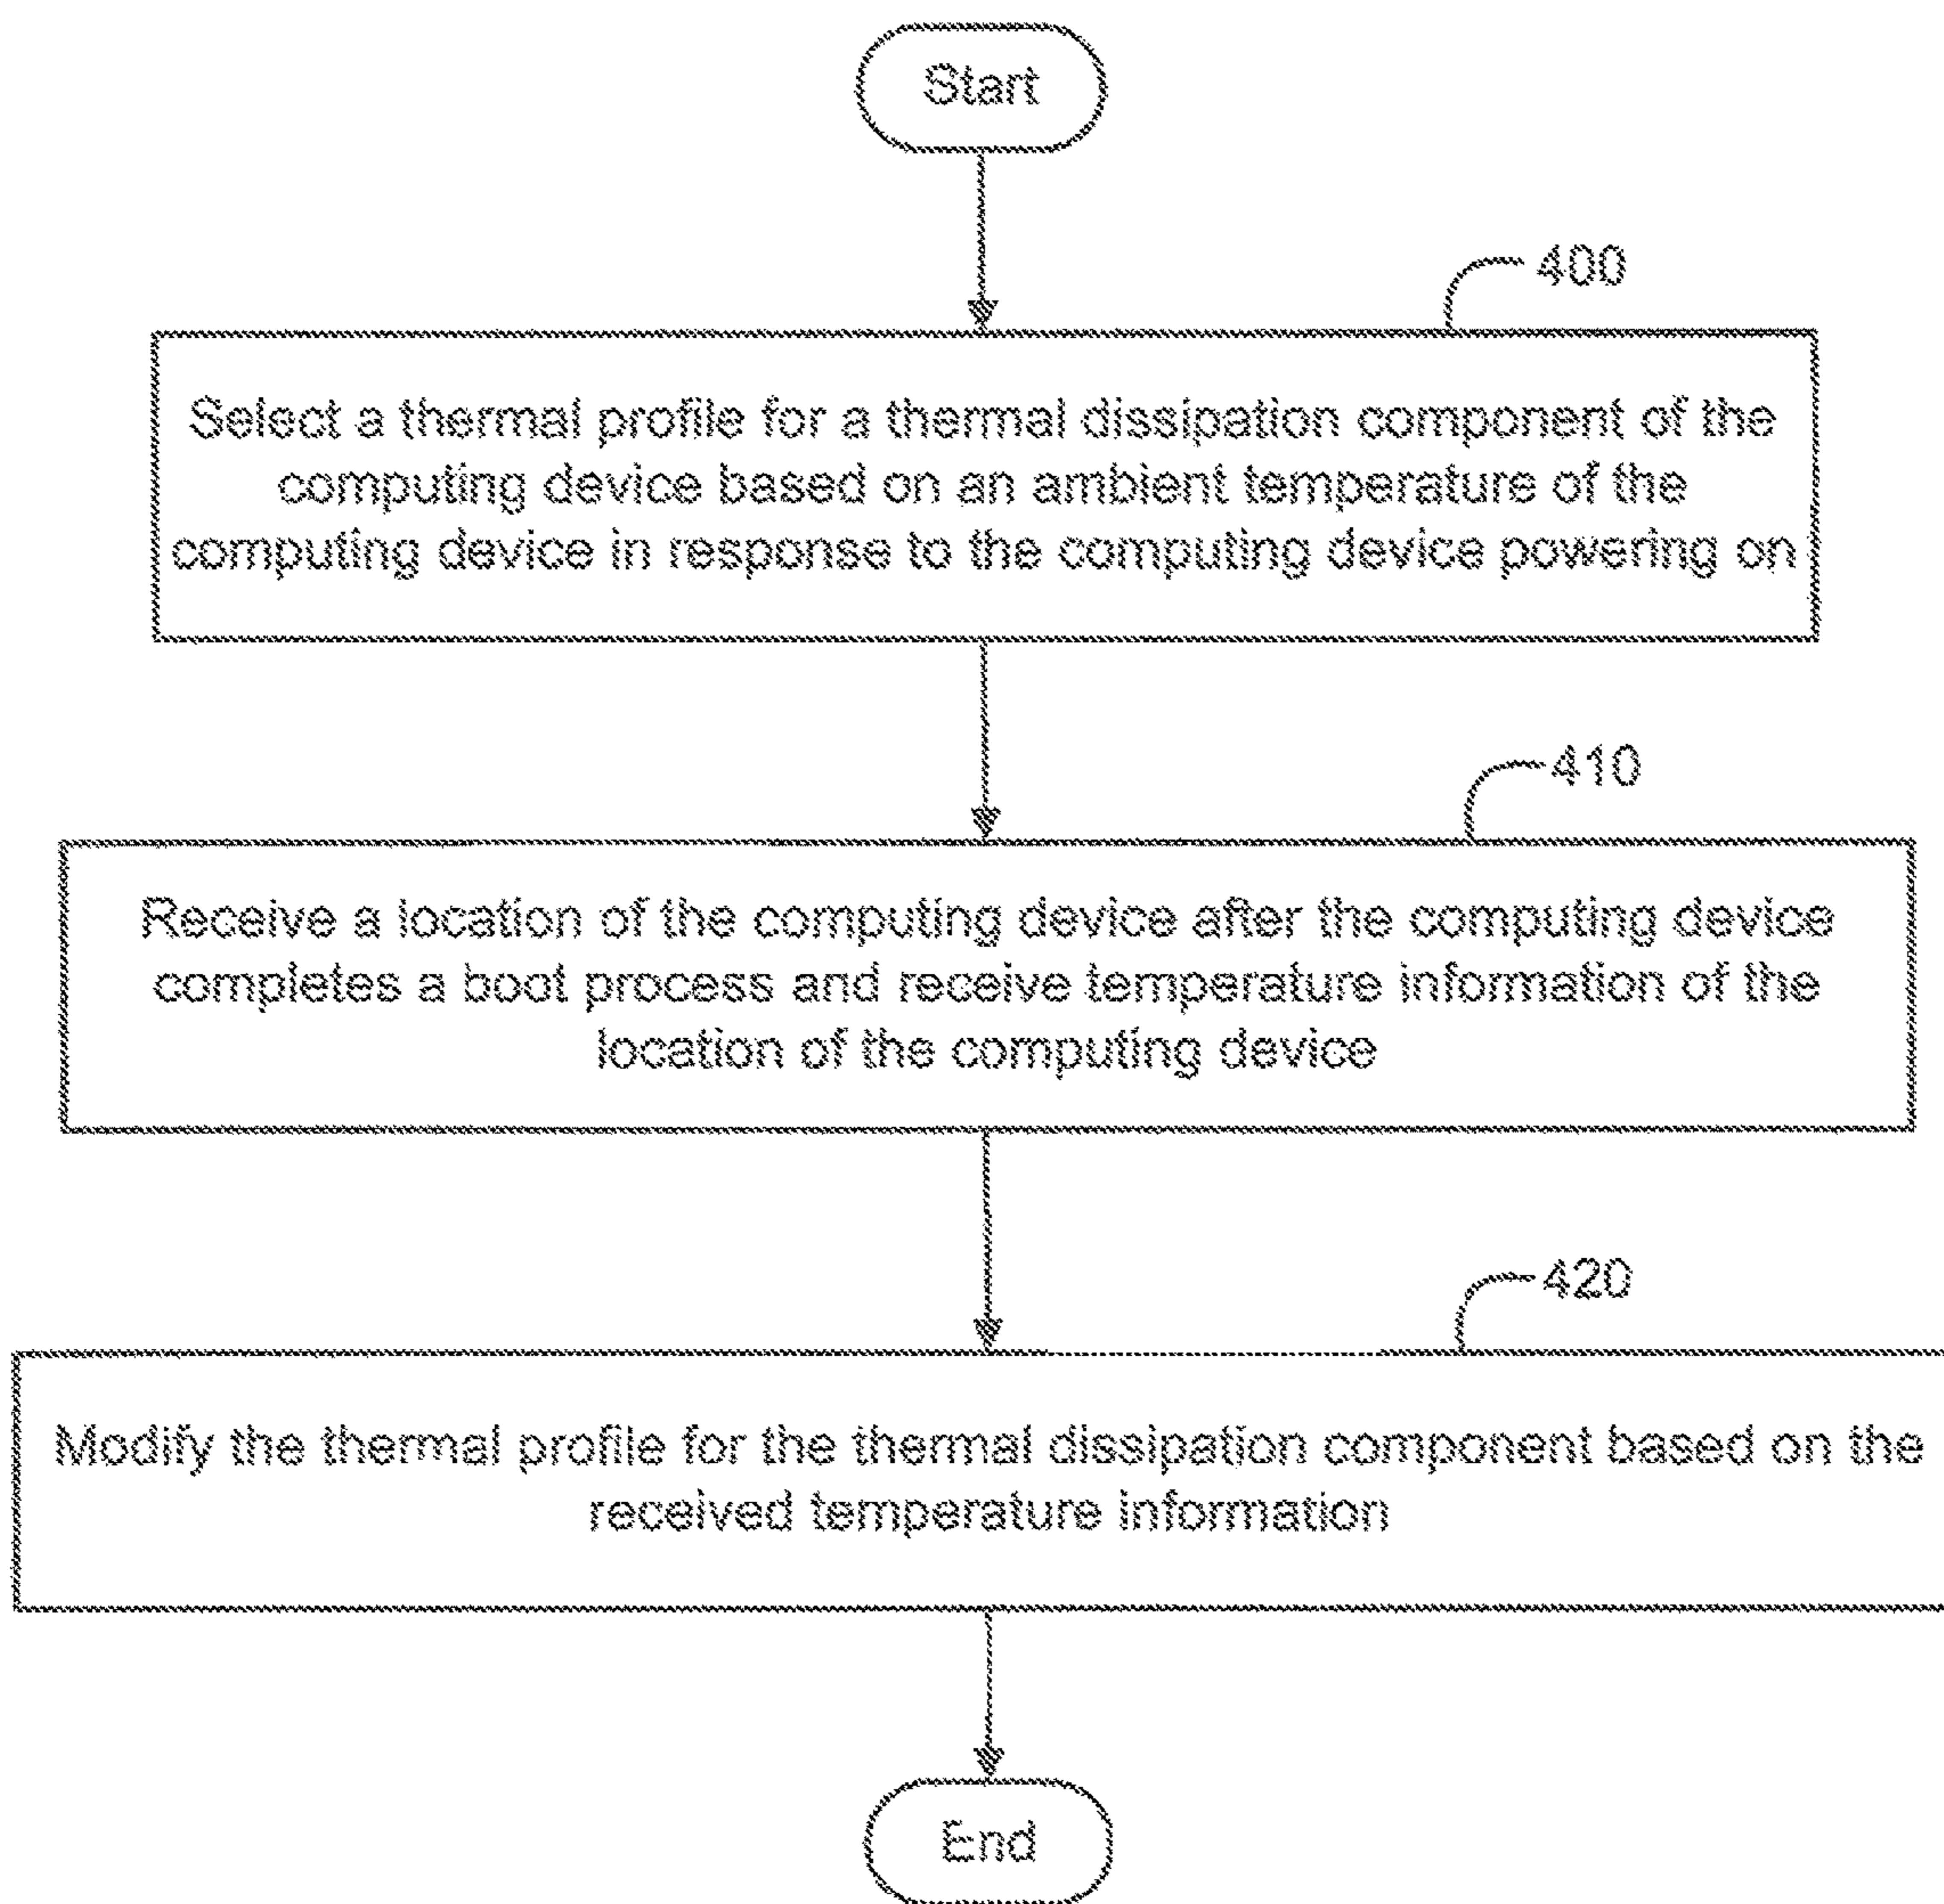 Start
400
Select a thermal profile for a thermal dissipation component of the
computing device based on an ambient temperature of the
computing device in response to the computing device powering on
410
Receive a location of the computing device after the computing device
completes a boot process and receive temperature information of the
location of the computing device
420
Modify the thermal profile for the thermal dissipation component based on the
received temperature information
End